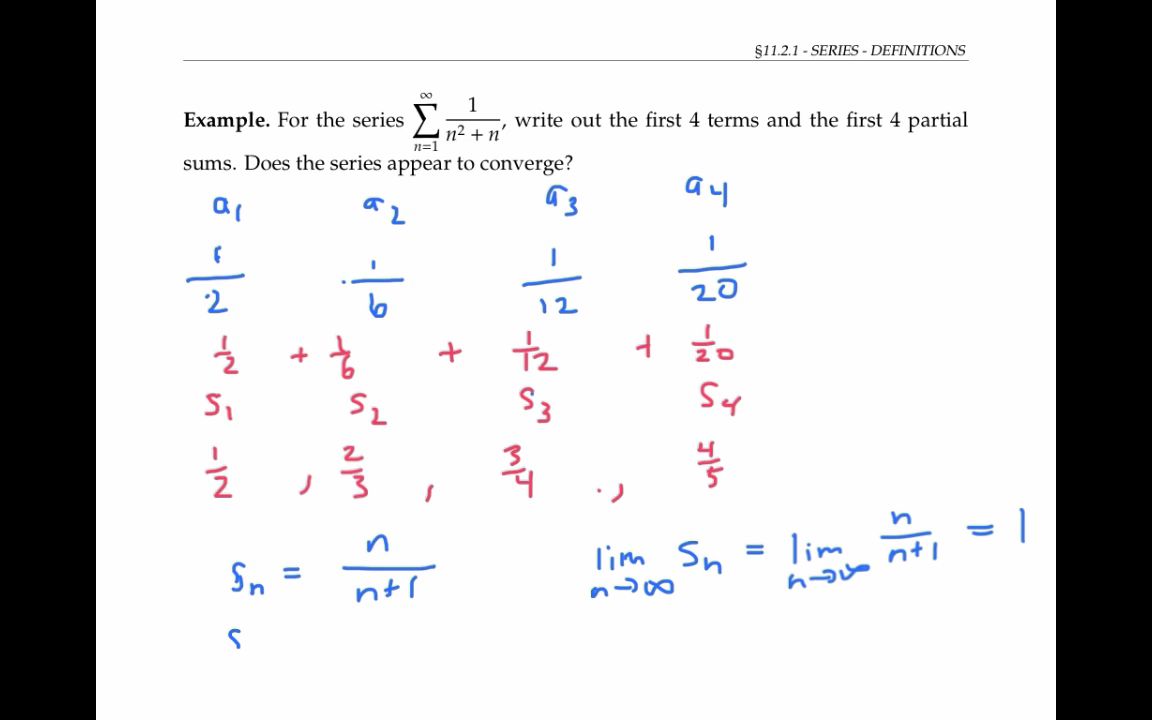 §11.2.1 - SERIES - DEFINITIONS
Example. For the series ∑_{n=1}^{∞} 1/(n² + n), write out the first 4 terms and the first 4 partial
sums. Does the series appear to converge?
a₁ a₂ a₃ a₄
1/2 1/6 1/12 1/20
1/2 + 1/6 + 1/12 + 1/20
S₁ S₂ S₃ S₄
1/2 , 2/3 , 3/4 , 4/5
Sₙ = n/(n+1) lim_{n→∞} Sₙ = lim_{n→∞} n/(n+1) = 1
S